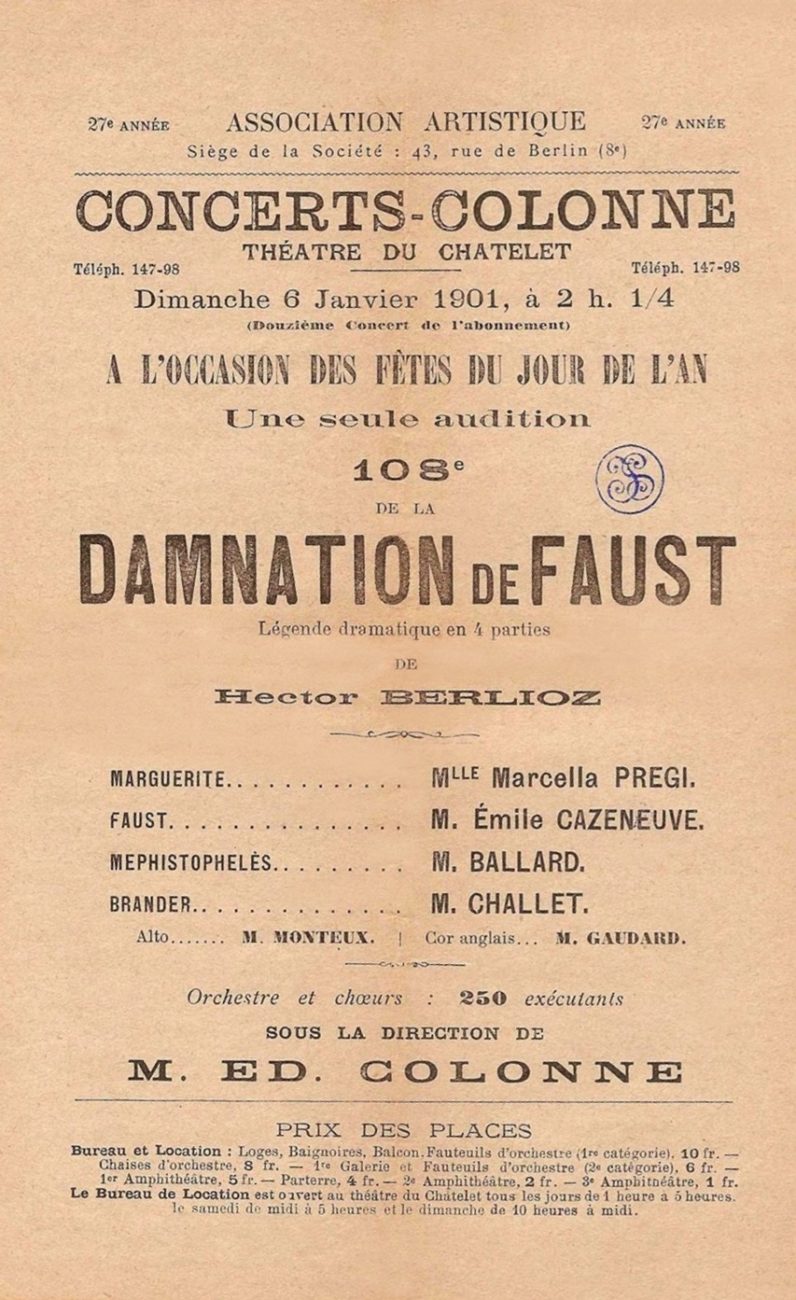 27e ANNÉE ASSOCIATION ARTISTIQUE 27e ANNÉE
Siège de la Société : 43, rue de Berlin (8e)
CONCERTS-COLONNE
THÉATRE DU CHATELET
Téléph. 147-98 Téléph. 147-98
Dimanche 6 Janvier 1901, à 2 h. 1/4
(Douzième Concert de l'abonnement)
A L'OCCASION DES FÊTES DU JOUR DE L'AN
Une seule audition
108e
DE LA
DAMNATION DE FAUST
Légende dramatique en 4 parties
DE
Hector BERLIOZ
MARGUERITE............ MLLE Marcella PREGI.
FAUST............... M. Émile CAZENEUVE.
MEPHISTOPHELÈS......... M. BALLARD.
BRANDER.............. M. CHALLET.
Alto....... M. MONTEUX. | Cor anglais... M. GAUDARD.
Orchestre et chœurs : 250 exécutants
SOUS LA DIRECTION DE
M. ED. COLONNE
PRIX DES PLACES
Bureau et Location : Loges, Baignoires, Balcon. Fauteuils d'orchestre (1re catégorie), 10 fr. —
Chaises d'orchestre, 8 fr. — 1re Galerie et Fauteuils d'orchestre (2e catégorie), 6 fr. —
1er Amphithéâtre, 5 fr. — Parterre, 4 fr. — 2e Amphithéâtre, 2 fr. — 3e Amphithéâtre, 1 fr.
Le Bureau de Location est ouvert au théâtre du Châtelet tous les jours de 1 heure à 5 heures.
le samedi de midi à 5 heures et le dimanche de 10 heures à midi.